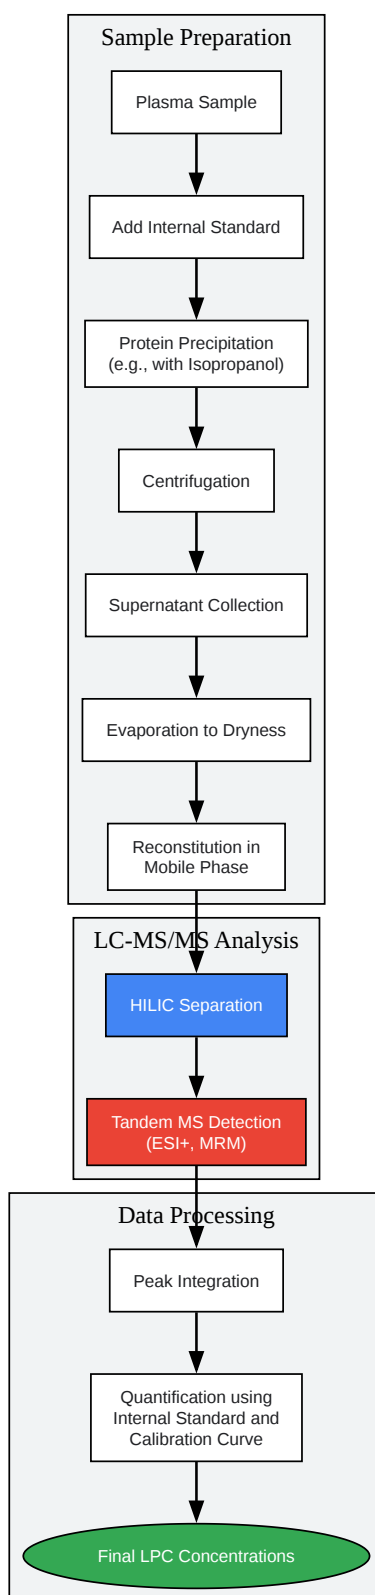 Sample Preparation
Plasma Sample
Add Internal Standard
Protein Precipitation
(e.g., with Isopropanol)
Centrifugation
Supernatant Collection
Evaporation to Dryness
Reconstitution in
Mobile Phase
LC-MS/MS Analysis
HILIC Separation
Tandem MS Detection
(ESI+, MRM)
Data Processing
Peak Integration
Quantification using
Internal Standard and
Calibration Curve
Final LPC Concentrations